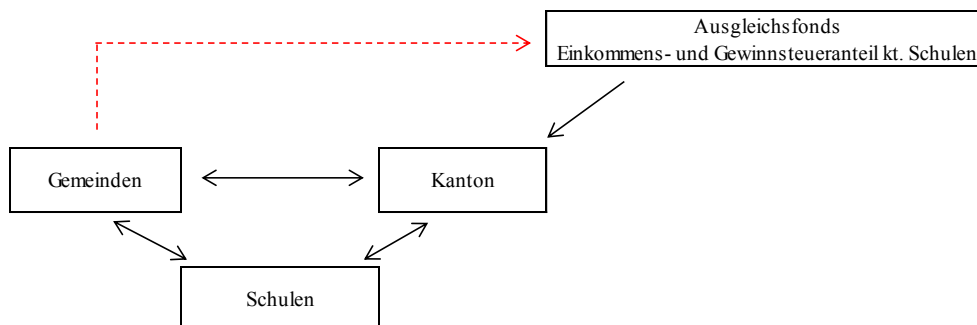 Ausgleichsfonds
Einkommens- und Gewinnsteueranteil kt. Schulen
Gemeinden
Kanton
Schulen